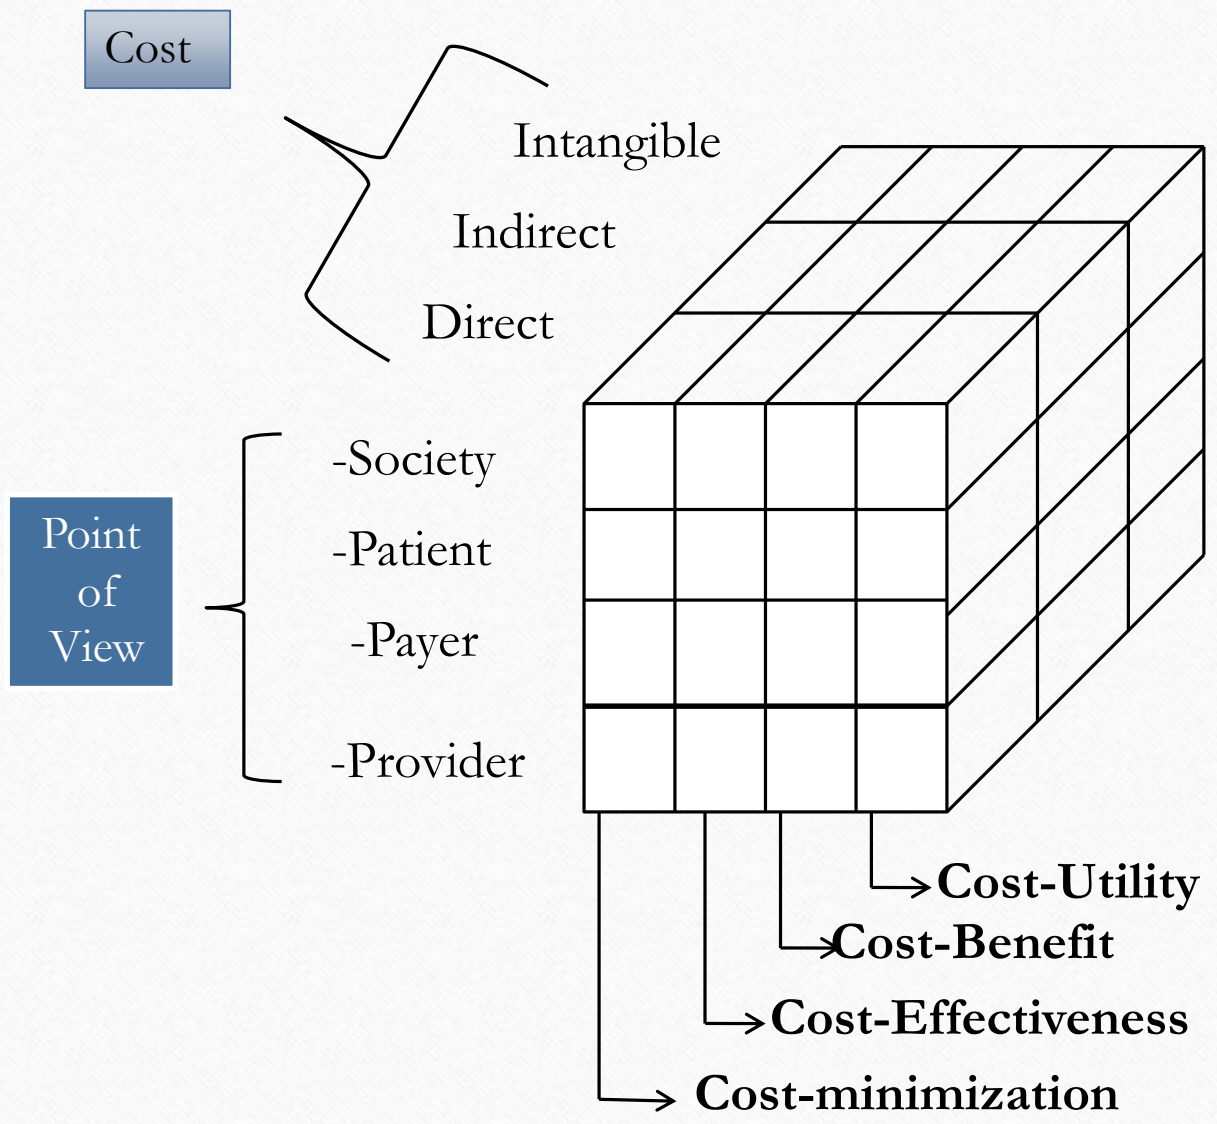 Cost
Intangible
Indirect
Direct
-Society
Point
of
View
-Patient
-Payer
-Provider
Cost-Utility
Cost-Benefit
Cost-Effectiveness
Cost-minimization